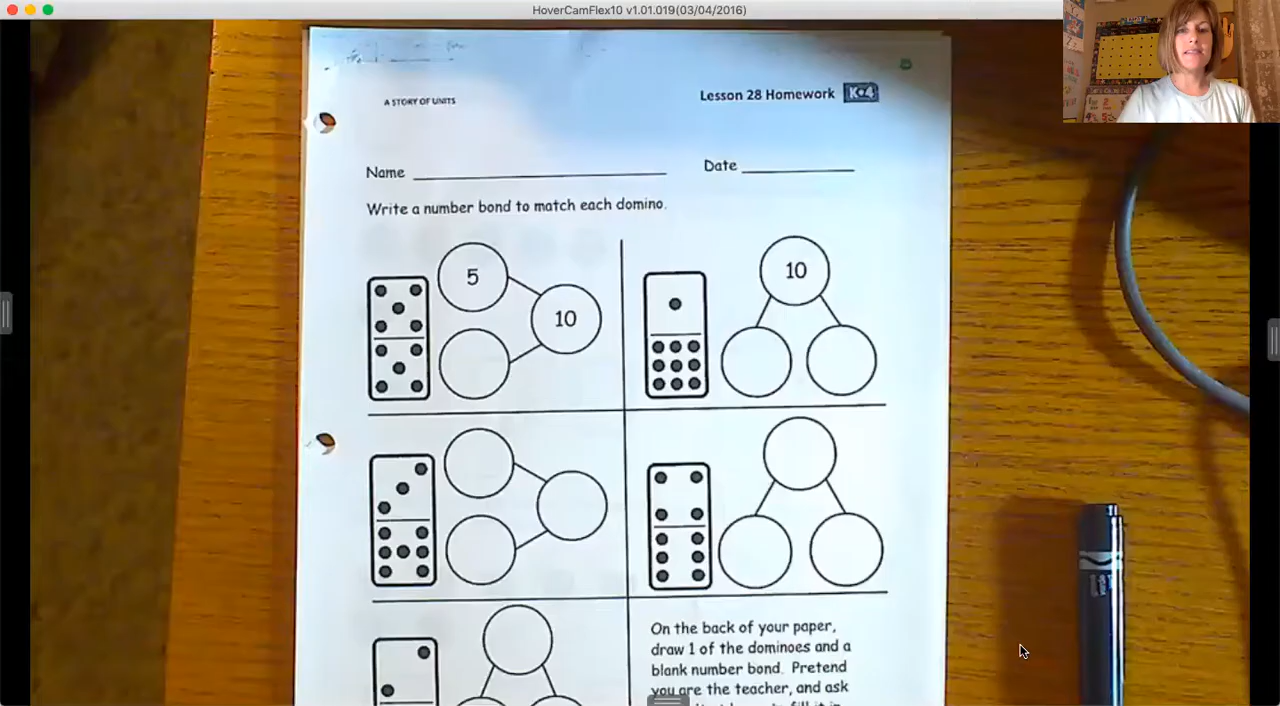 HoverCamFlex10 v1.01.019(03/04/2016)
A STORY OF UNITS
Lesson 28 Homework
Name
Date
Write a number bond to match each domino.
5
10
10
On the back of your paper,
draw 1 of the dominoes and a
blank number bond. Pretend
you are the teacher, and ask